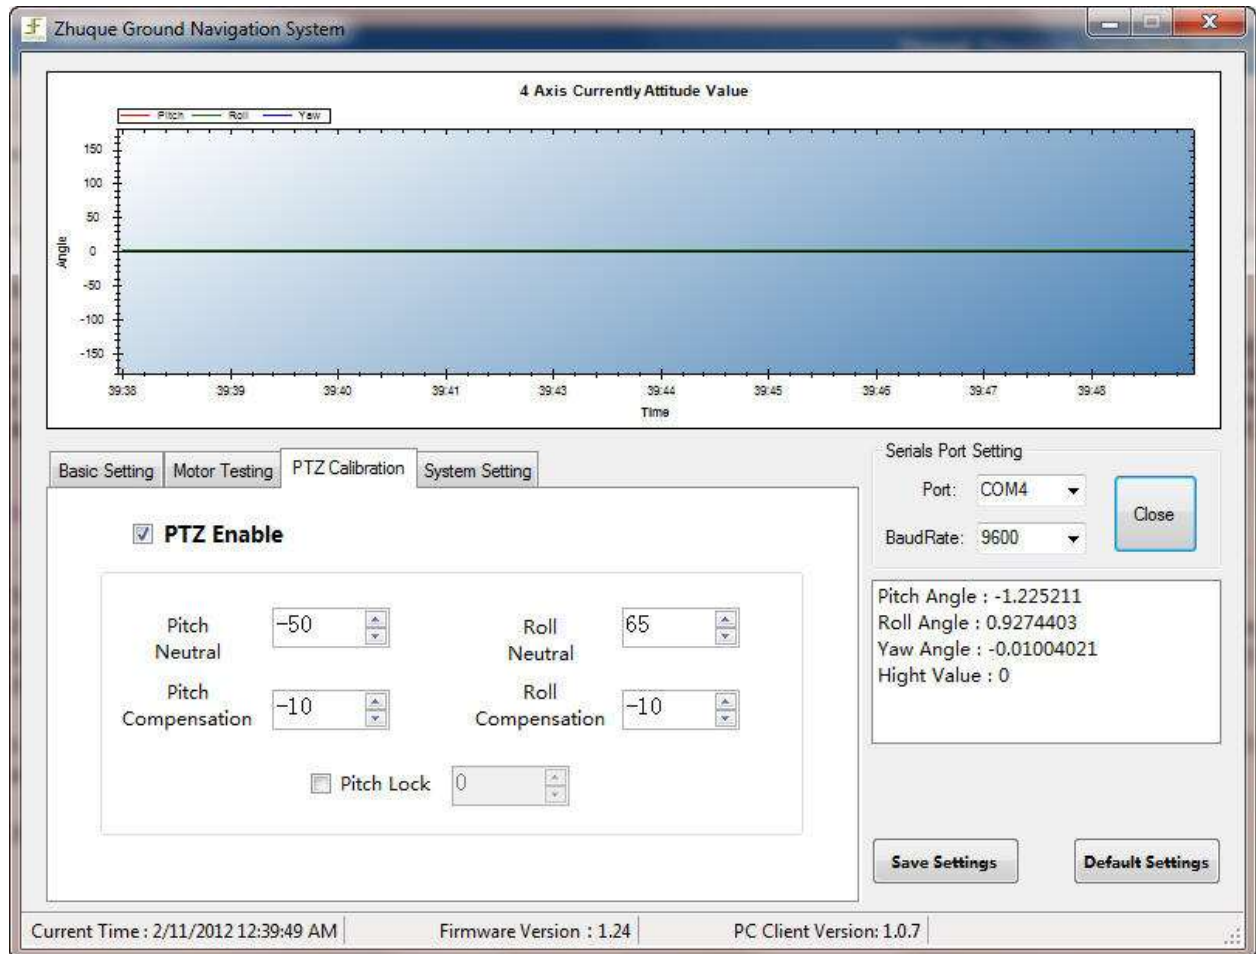 Zhuque Ground Navigation System
4 Axis Currently Attitude Value
Pitch Roll Yaw
150
100
50
0
-50
-100
-150
Angle
39:38 39:39 39:40 39:41 39:43 39:44 39:45 39:46 39:47 39:48
Time
Basic Setting Motor Testing PTZ Calibration System Setting
PTZ Enable
Pitch Neutral -50 Roll Neutral 65
Pitch Compensation -10 Roll Compensation -10
Pitch Lock 0
Serials Port Setting
Port: COM4
BaudRate: 9600
Close
Pitch Angle : -1.225211
Roll Angle : 0.9274403
Yaw Angle : -0.01004021
Hight Value : 0
Save Settings Default Settings
Current Time : 2/11/2012 12:39:49 AM Firmware Version : 1.24 PC Client Version: 1.0.7